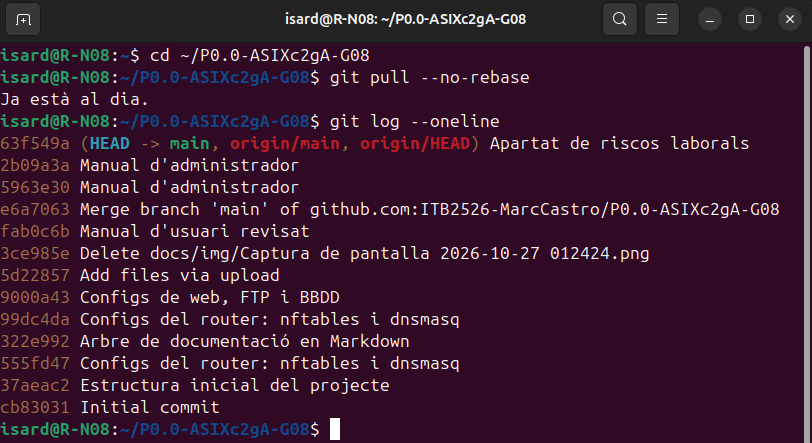 isard@R-N08: ~/P0.0-ASIXc2gA-G08
isard@R-N08:~$ cd ~/P0.0-ASIXc2gA-G08
isard@R-N08:~/P0.0-ASIXc2gA-G08$ git pull --no-rebase
Ja està al dia.
isard@R-N08:~/P0.0-ASIXc2gA-G08$ git log --oneline
63f549a (HEAD -> main, origin/main, origin/HEAD) Apartat de riscos laborals
2b09a3a Manual d'administrador
5963e30 Manual d'administrador
e6a7063 Merge branch 'main' of github.com:ITB2526-MarcCastro/P0.0-ASIXc2gA-G08
fab0c6b Manual d'usuari revisat
3ce985e Delete docs/img/Captura de pantalla 2026-10-27 012424.png
5d22857 Add files via upload
9000a43 Configs de web, FTP i BBDD
99dc4da Configs del router: nftables i dnsmasq
322e992 Arbre de documentació en Markdown
555fd47 Configs del router: nftables i dnsmasq
37aeac2 Estructura inicial del projecte
cb83031 Initial commit
isard@R-N08:~/P0.0-ASIXc2gA-G08$